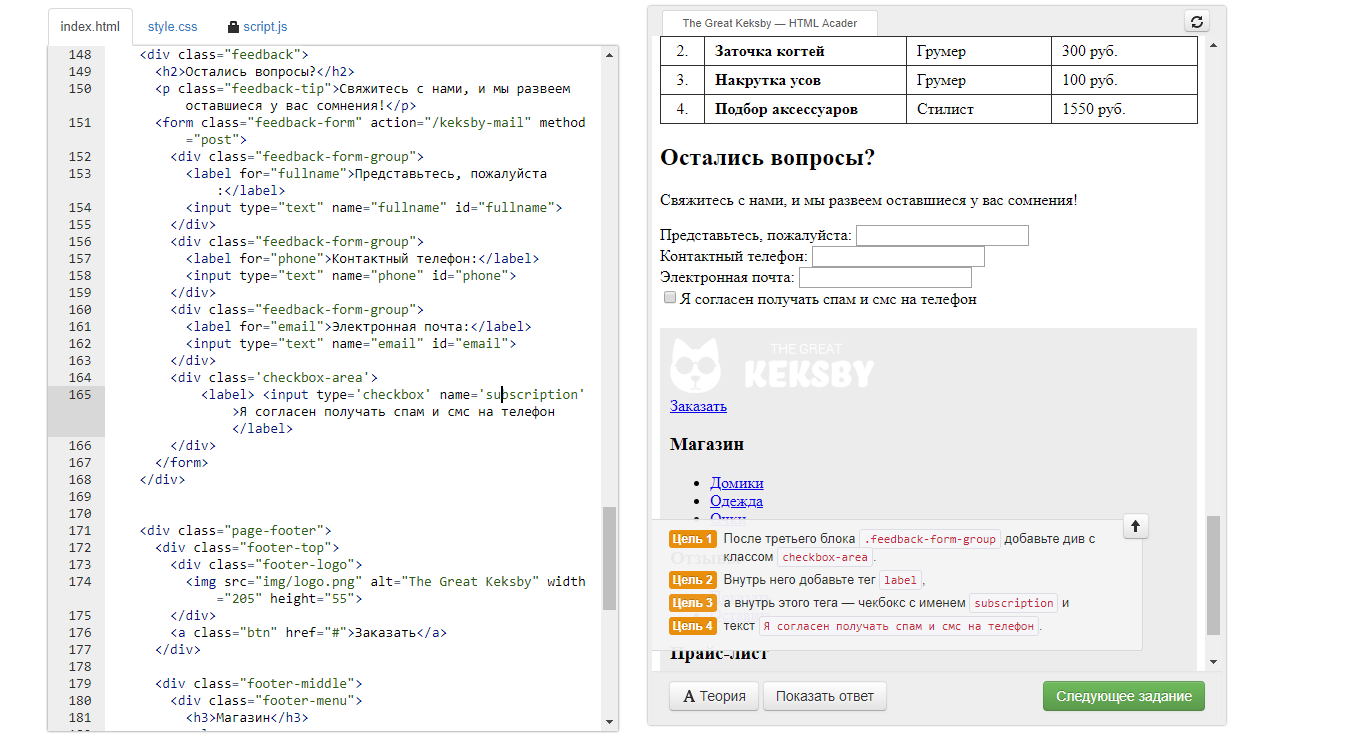 index.html style.css script.js
148 <div class="feedback">
149 <h2>Остались вопросы?</h2>
150 <p class="feedback-tip">Свяжитесь с нами, и мы развеем
оставшиеся у вас сомнения!</p>
151 <form class="feedback-form" action="/keksby-mail" method
="post">
152 <div class="feedback-form-group">
153 <label for="fullname">Представьтесь, пожалуйста
:</label>
154 <input type="text" name="fullname" id="fullname">
155 </div>
156 <div class="feedback-form-group">
157 <label for="phone">Контактный телефон:</label>
158 <input type="text" name="phone" id="phone">
159 </div>
160 <div class="feedback-form-group">
161 <label for="email">Электронная почта:</label>
162 <input type="text" name="email" id="email">
163 </div>
164 <div class='checkbox-area'>
165 <label> <input type='checkbox' name='subscription'
>Я согласен получать спам и смс на телефон
</label>
166 </div>
167 </form>
168 </div>
169
170
171 <div class="page-footer">
172 <div class="footer-top">
173 <div class="footer-logo">
174 <img src="img/logo.png" alt="The Great Keksby" width
="205" height="55">
175 </div>
176 <a class="btn" href="#">Заказать</a>
177 </div>
178
179 <div class="footer-middle">
180 <div class="footer-menu">
181 <h3>Магазин</h3>
The Great Keksby — HTML Acader
2. Заточка когтей Грумер 300 руб.
3. Накрутка усов Грумер 100 руб.
4. Подбор аксессуаров Стилист 1550 руб.
Остались вопросы?
Свяжитесь с нами, и мы развеем оставшиеся у вас сомнения!
Представьтесь, пожалуйста:
Контактный телефон:
Электронная почта:
Я согласен получать спам и смс на телефон
THE GREAT
KEKSBY
Заказать
Магазин
Домики
Одежда
Очки
Цель 1 После третьего блока .feedback-form-group добавьте див с
классом checkbox-area.
Цель 2 Внутрь него добавьте тег label,
Цель 3 а внутрь этого тега — чекбокс с именем subscription и
Цель 4 текст Я согласен получать спам и смс на телефон.
Прайс-лист
Теория Показать ответ Следующее задание